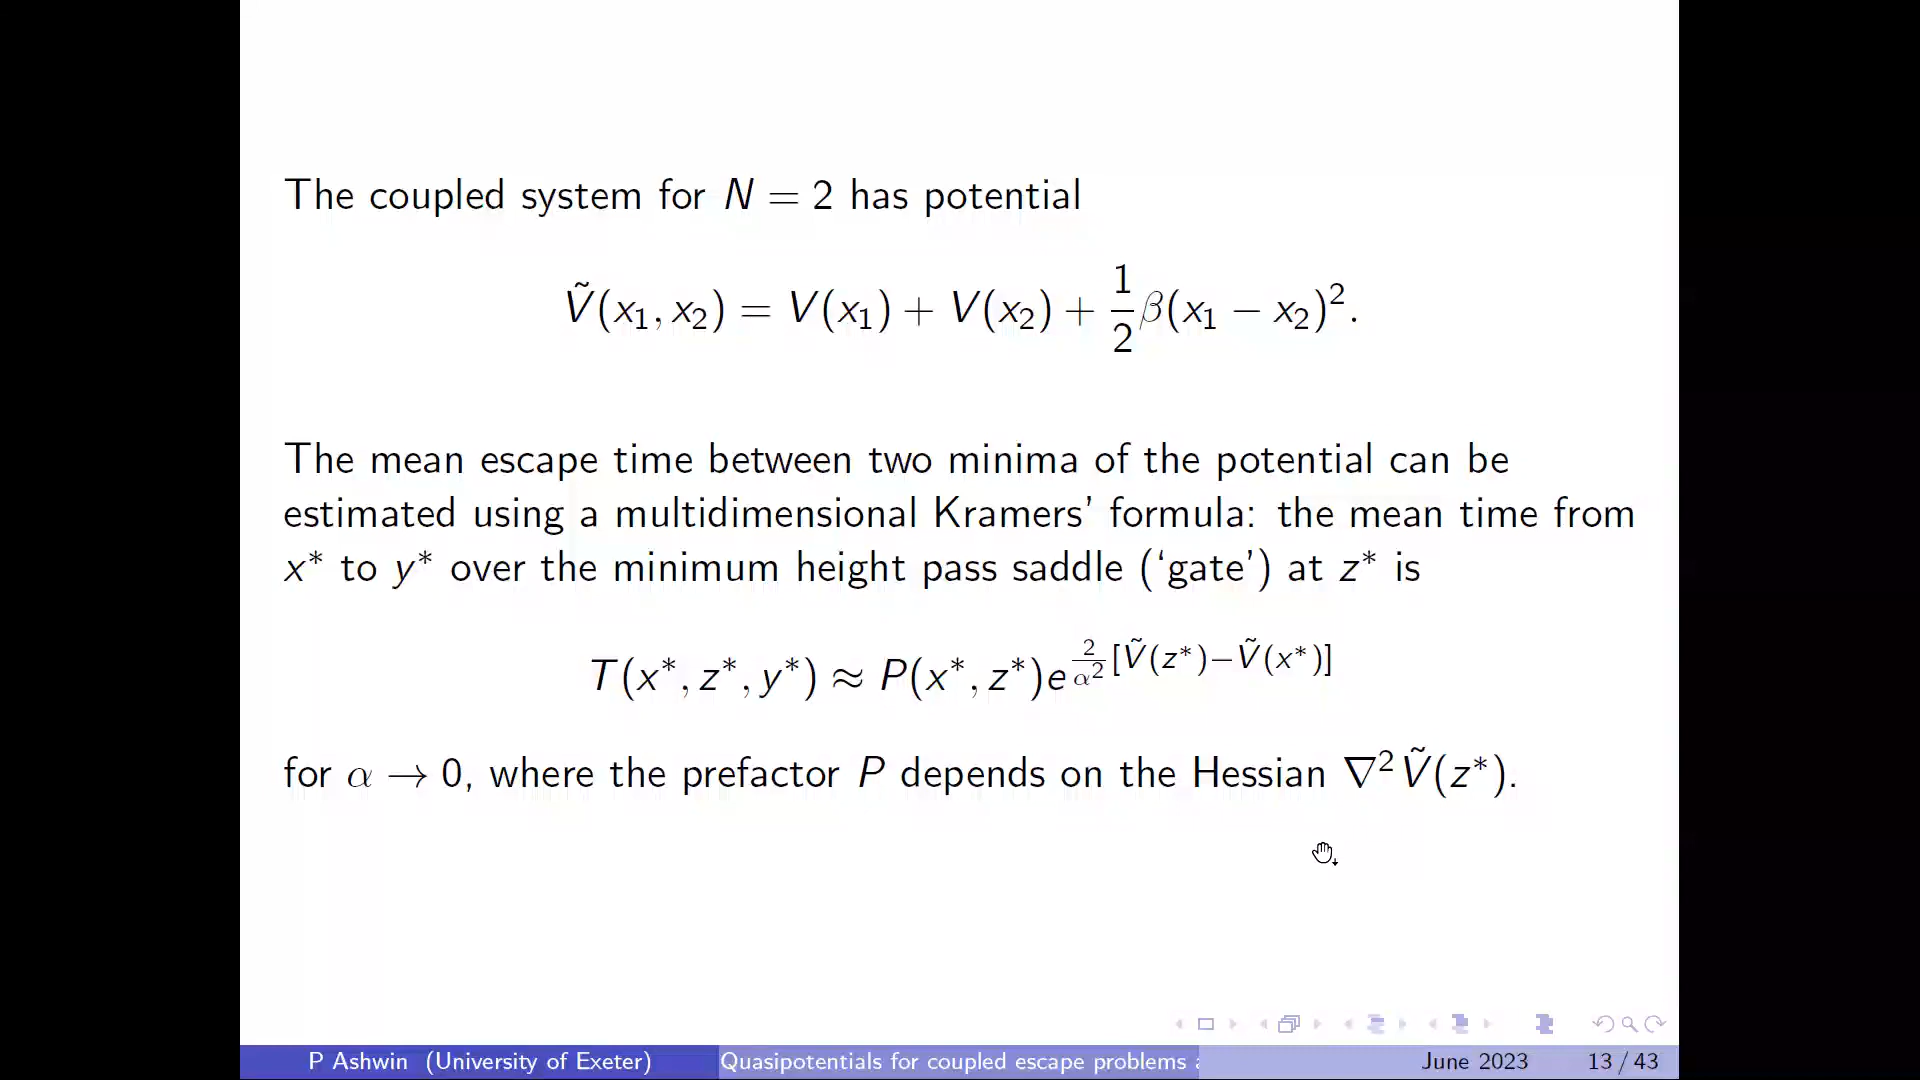 The coupled system for N = 2 has potential
Ṽ(x₁, x₂) = V(x₁) + V(x₂) + 1/2 β(x₁ − x₂)².
The mean escape time between two minima of the potential can be
estimated using a multidimensional Kramers' formula: the mean time from
x* to y* over the minimum height pass saddle (‘gate’) at z* is
T(x*, z*, y*) ≈ P(x*, z*)e^{2/α² [Ṽ(z*)−Ṽ(x*)]}
for α → 0, where the prefactor P depends on the Hessian ∇²Ṽ(z*).
P Ashwin (University of Exeter) Quasipotentials for coupled escape problems June 2023 13 / 43